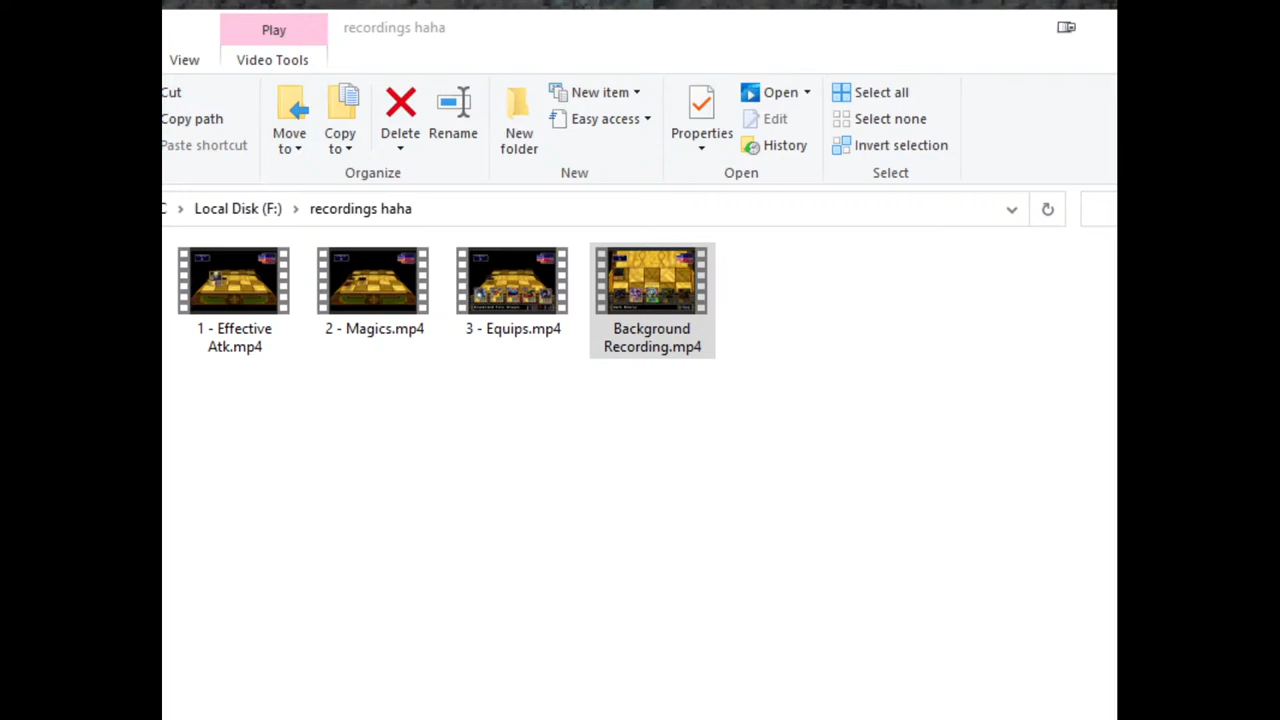 Play
recordings haha
View
Video Tools
Cut
Copy path
Paste shortcut
Move to
Copy to
Delete
Rename
Organize
New folder
New item
Easy access
New
Properties
Open
Edit
History
Open
Select all
Select none
Invert selection
Select
C > Local Disk (F:) > recordings haha
1 - Effective
Atk.mp4
2 - Magics.mp4
3 - Equips.mp4
Background
Recording.mp4